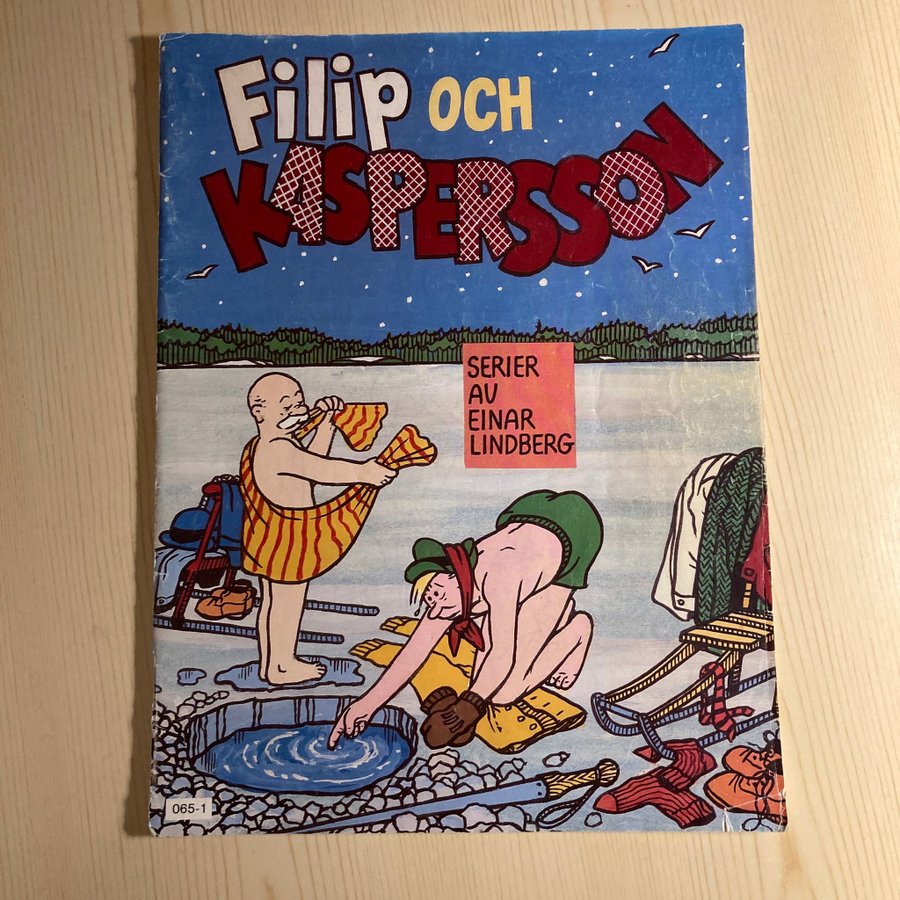 Filip OCH
KASPERSSON
SERIER
AV
EINAR
LINDBERG
065-1